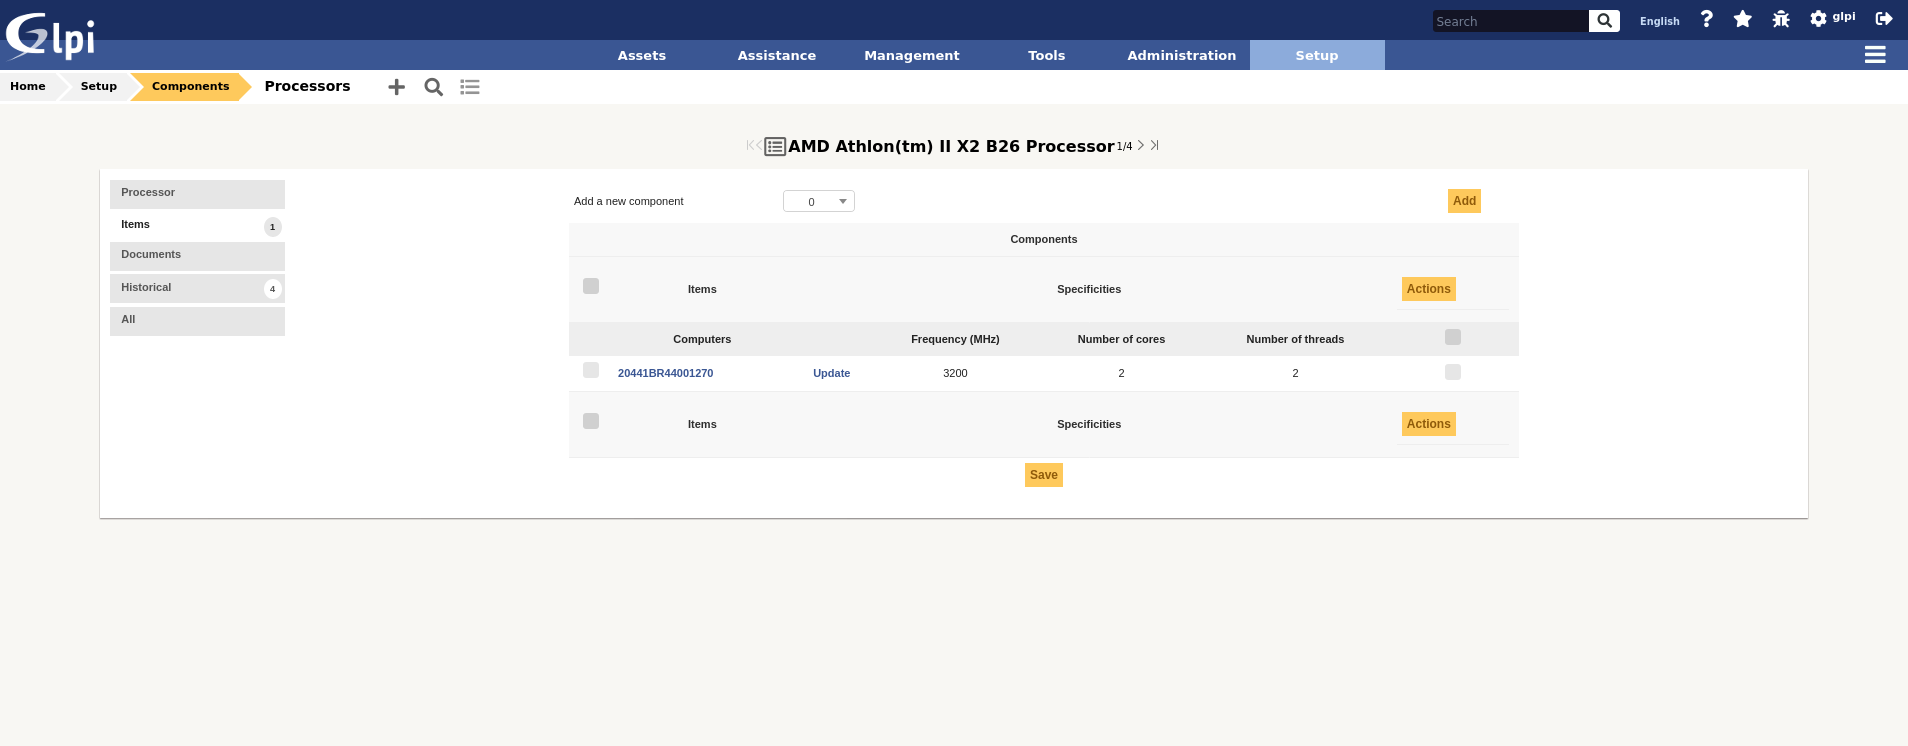 Glpi
Search
English
glpi
Assets Assistance Management Tools Administration Setup
Home Setup Components Processors
AMD Athlon(tm) II X2 B26 Processor 1/4
Processor
Items 1
Documents
Historical 4
All
Add a new component 0 Add
Components
Items Specificities Actions
Computers Frequency (MHz) Number of cores Number of threads
20441BR44001270 Update 3200 2 2
Items Specificities Actions
Save